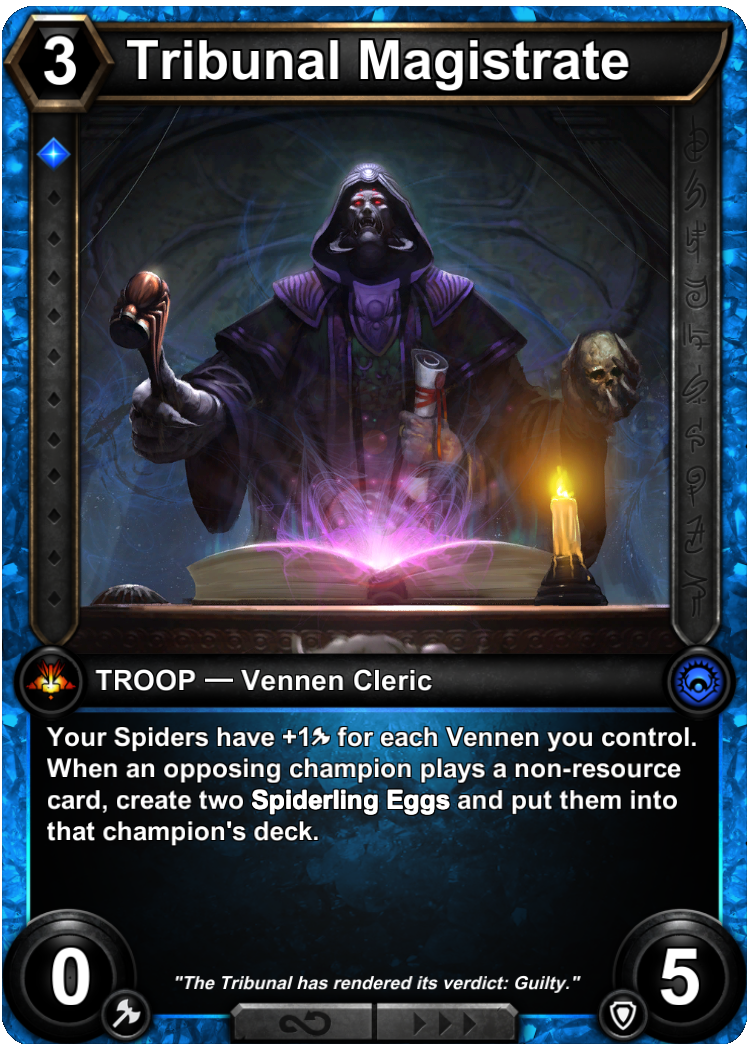 3
Tribunal Magistrate
TROOP — Vennen Cleric
Your Spiders have +1 for each Vennen you control.
When an opposing champion plays a non-resource
card, create two Spiderling Eggs and put them into
that champion's deck.
0
"The Tribunal has rendered its verdict: Guilty."
5